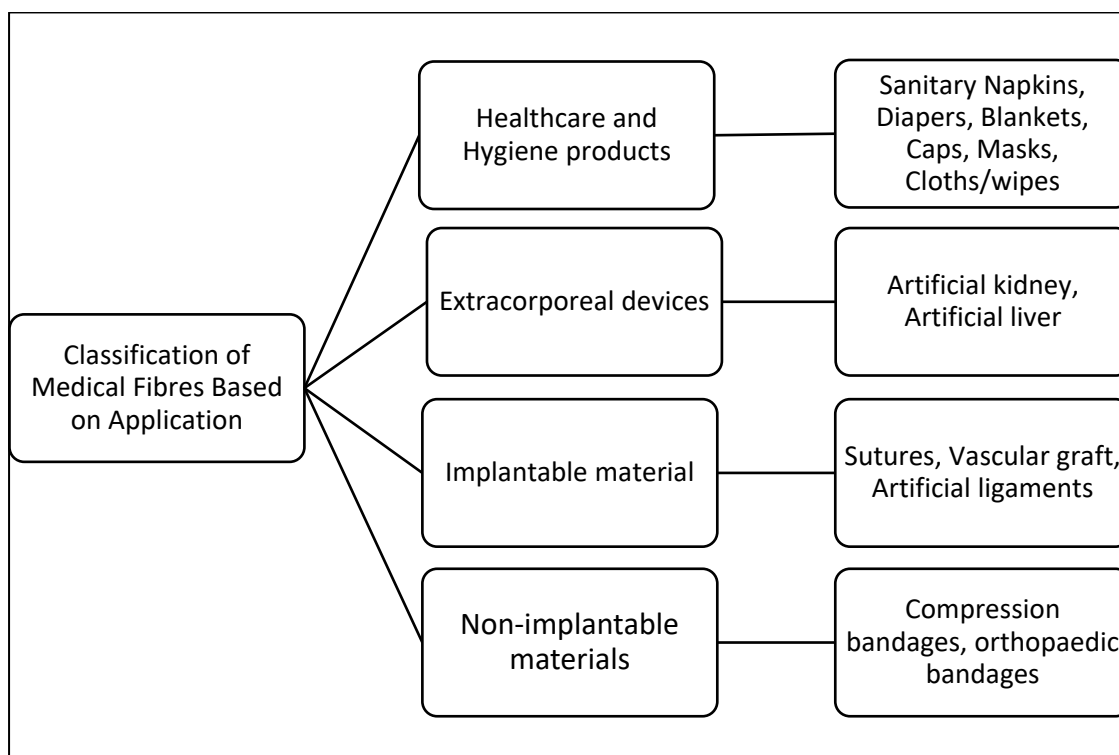 Classification of
Medical Fibres Based
on Application
Healthcare and
Hygiene products
Sanitary Napkins,
Diapers, Blankets,
Caps, Masks,
Cloths/wipes
Extracorporeal devices
Artificial kidney,
Artificial liver
Implantable material
Sutures, Vascular graft,
Artificial ligaments
Non-implantable
materials
Compression
bandages, orthopaedic
bandages